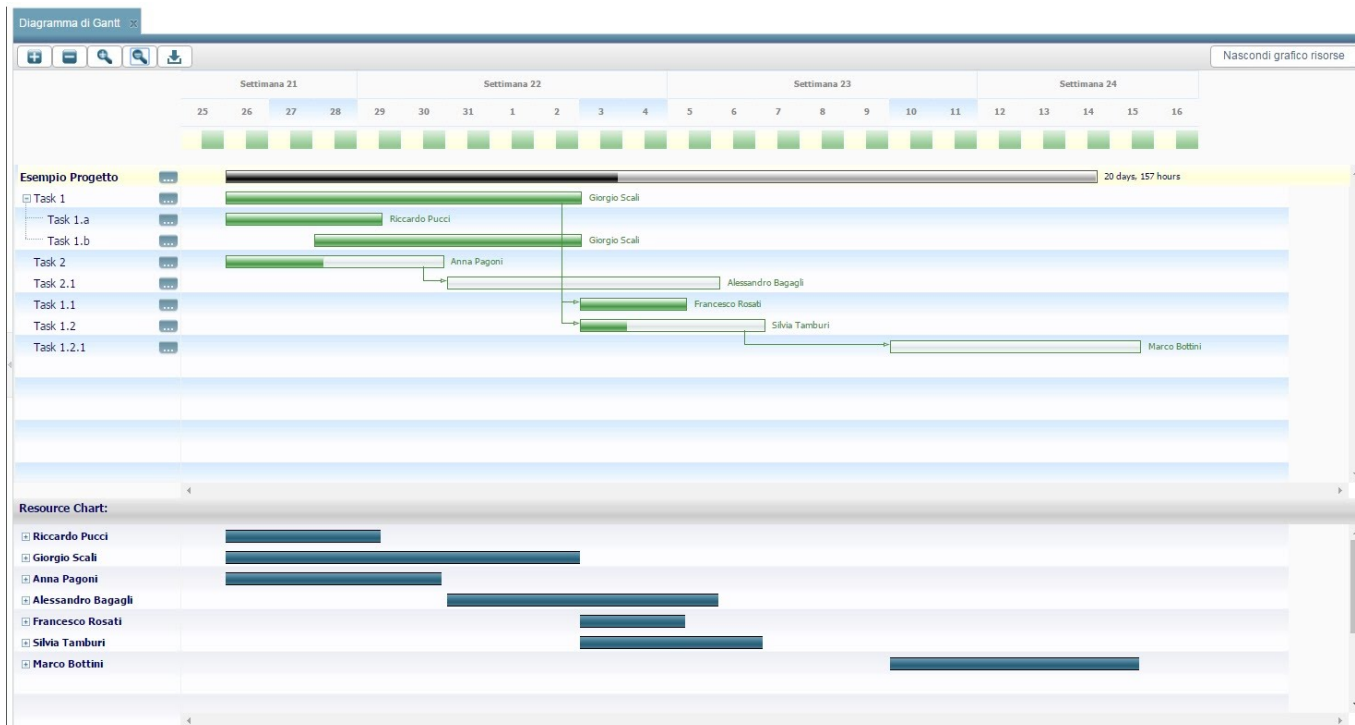 Diagramma di Gantt x
Nascondi grafico risorse
Settimana 21 Settimana 22 Settimana 23 Settimana 24
25 26 27 28 29 30 31 1 2 3 4 5 6 7 8 9 10 11 12 13 14 15 16
Esempio Progetto ... 20 days, 157 hours
Task 1 ... Giorgio Scali
Task 1.a ... Riccardo Pucci
Task 1.b ... Giorgio Scali
Task 2 ... Anna Pagoni
Task 2.1 ... Alessandro Bagagli
Task 1.1 ... Francesco Rosati
Task 1.2 ... Silvia Tamburi
Task 1.2.1 ... Marco Bottini
Resource Chart:
Riccardo Pucci
Giorgio Scali
Anna Pagoni
Alessandro Bagagli
Francesco Rosati
Silvia Tamburi
Marco Bottini